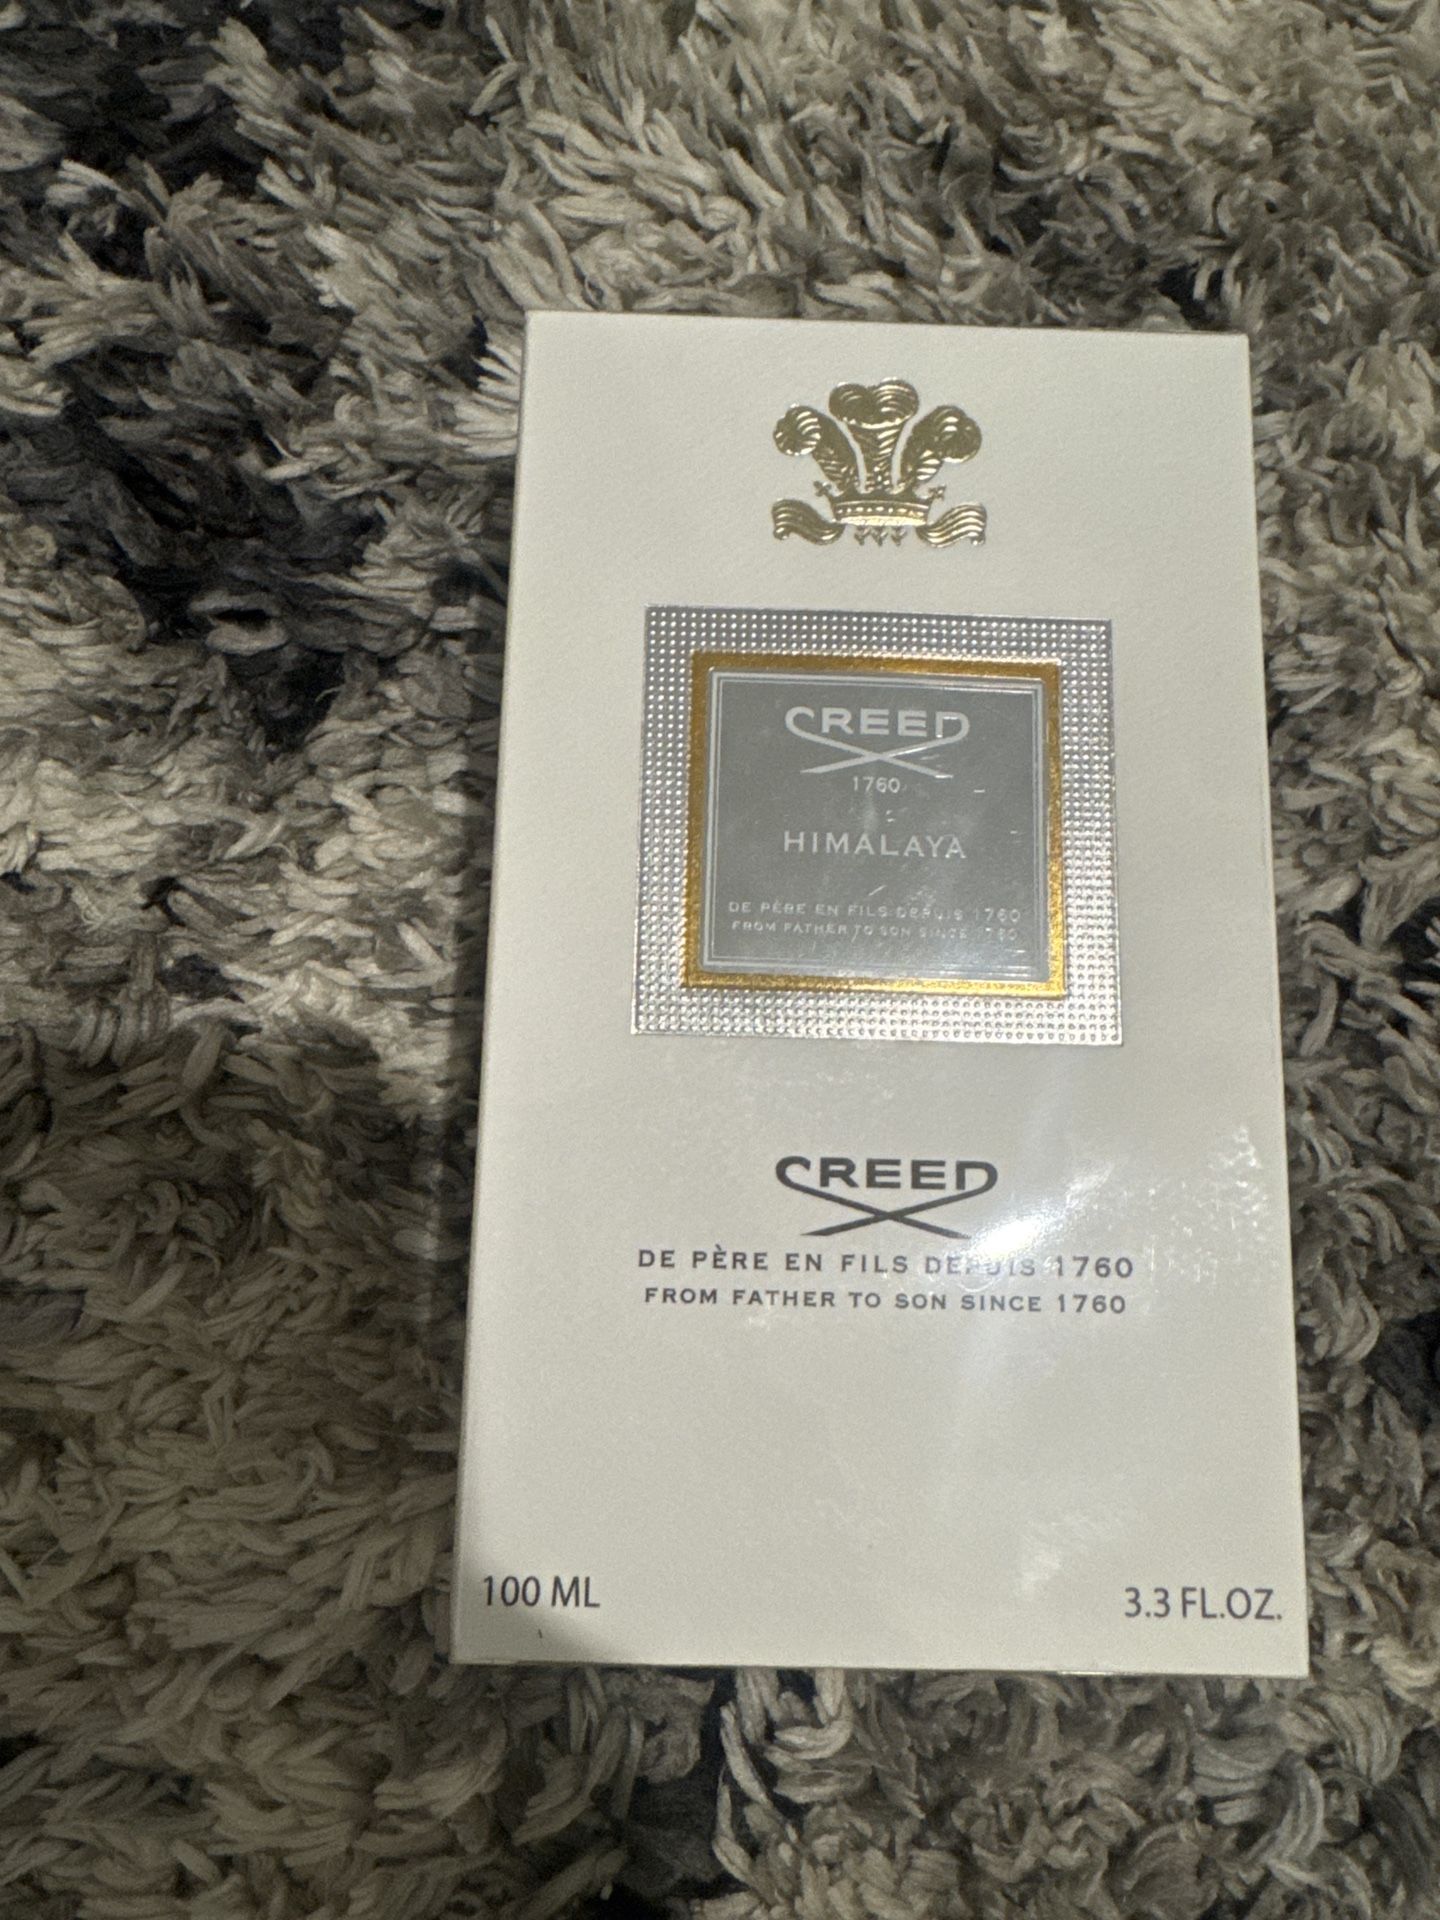 CREED
1760
HIMALAYA
DE PÈRE EN FILS DEPUIS 1760
FROM FATHER TO SON SINCE 1760
CREED
DE PÈRE EN FILS DEPUIS 1760
FROM FATHER TO SON SINCE 1760
100 ML
3.3 FL.OZ.